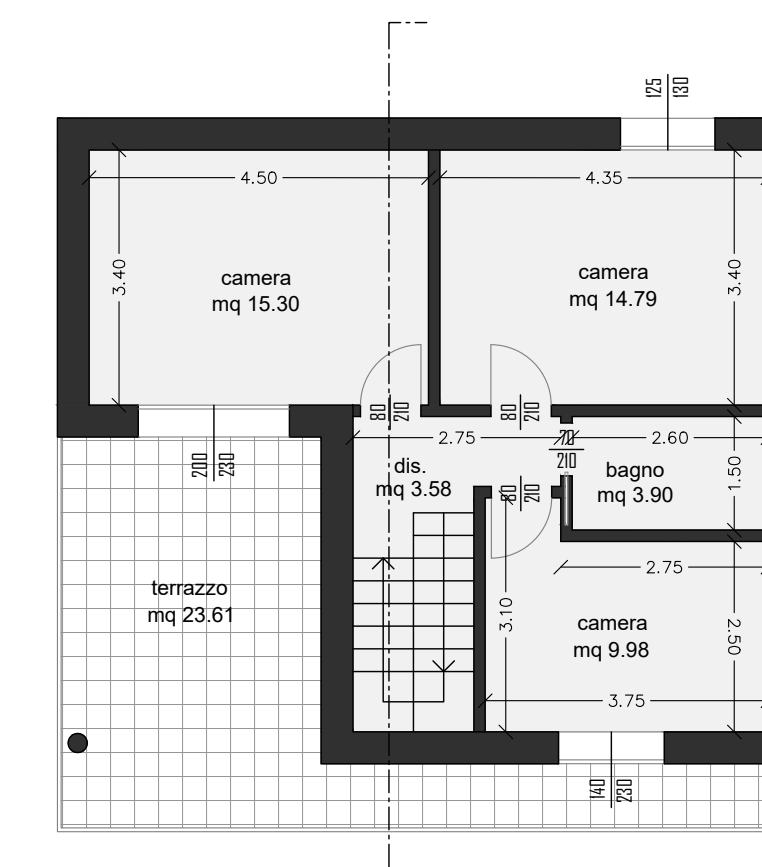 125
130
4.50
4.35
3.40
camera
mq 15.30
camera
mq 14.79
3.40
80
210
80
210
200
230
2.75
70
210
2.60
dis.
mq 3.58
80
210
bagno
mq 3.90
1.50
terrazzo
mq 23.61
2.75
3.10
camera
mq 9.98
2.50
3.75
140
230